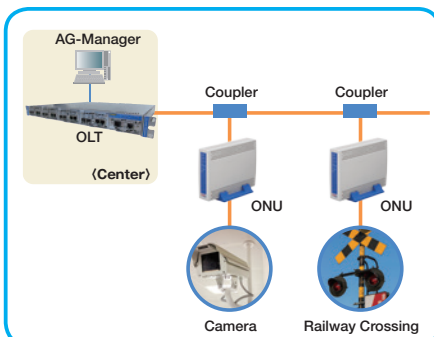 AG-Manager
Coupler
Coupler
OLT
⟨Center⟩
ONU
ONU
Camera
Railway Crossing